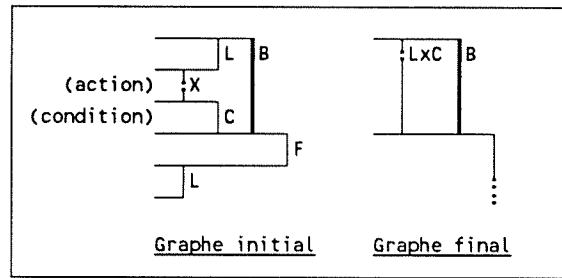 L B LxC B
(action) X
(condition) C
F
L
Graphe initial Graphe final